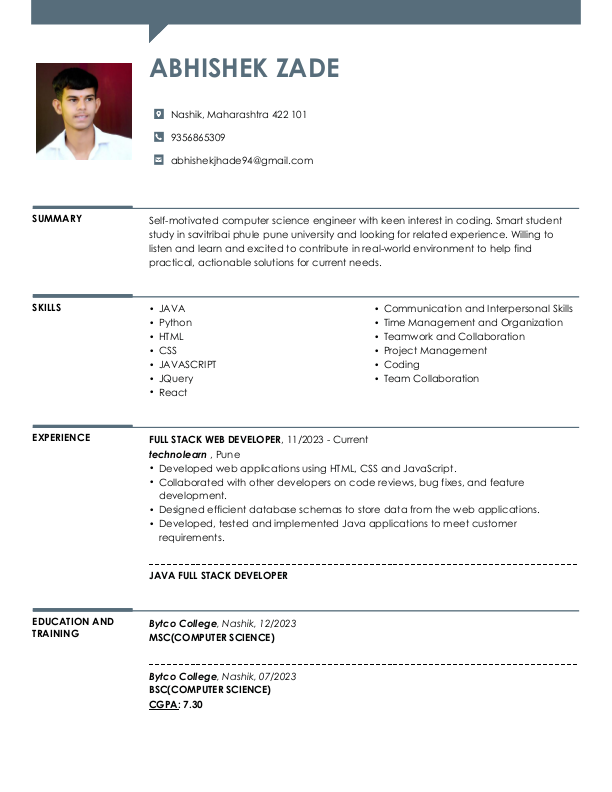 ABHISHEK ZADE
Nashik, Maharashtra 422 101
9356865309
abhishekjhade94@gmail.com
SUMMARY
Self-motivated computer science engineer with keen interest in coding. Smart student
study in savitribai phule pune university and looking for related experience. Willing to
listen and learn and excited to contribute in real-world environment to help find
practical, actionable solutions for current needs.
SKILLS
• JAVA
• Python
• HTML
• CSS
• JAVASCRIPT
• JQuery
• React
• Communication and Interpersonal Skills
• Time Management and Organization
• Teamwork and Collaboration
• Project Management
• Coding
• Team Collaboration
EXPERIENCE
FULL STACK WEB DEVELOPER, 11/2023 - Current
technolearn , Pune
• Developed web applications using HTML, CSS and JavaScript.
• Collaborated with other developers on code reviews, bug fixes, and feature
development.
• Designed efficient database schemas to store data from the web applications.
• Developed, tested and implemented Java applications to meet customer
requirements.
JAVA FULL STACK DEVELOPER
EDUCATION AND
TRAINING
Bytco College, Nashik, 12/2023
MSC(COMPUTER SCIENCE)
Bytco College, Nashik, 07/2023
BSC(COMPUTER SCIENCE)
CGPA: 7.30